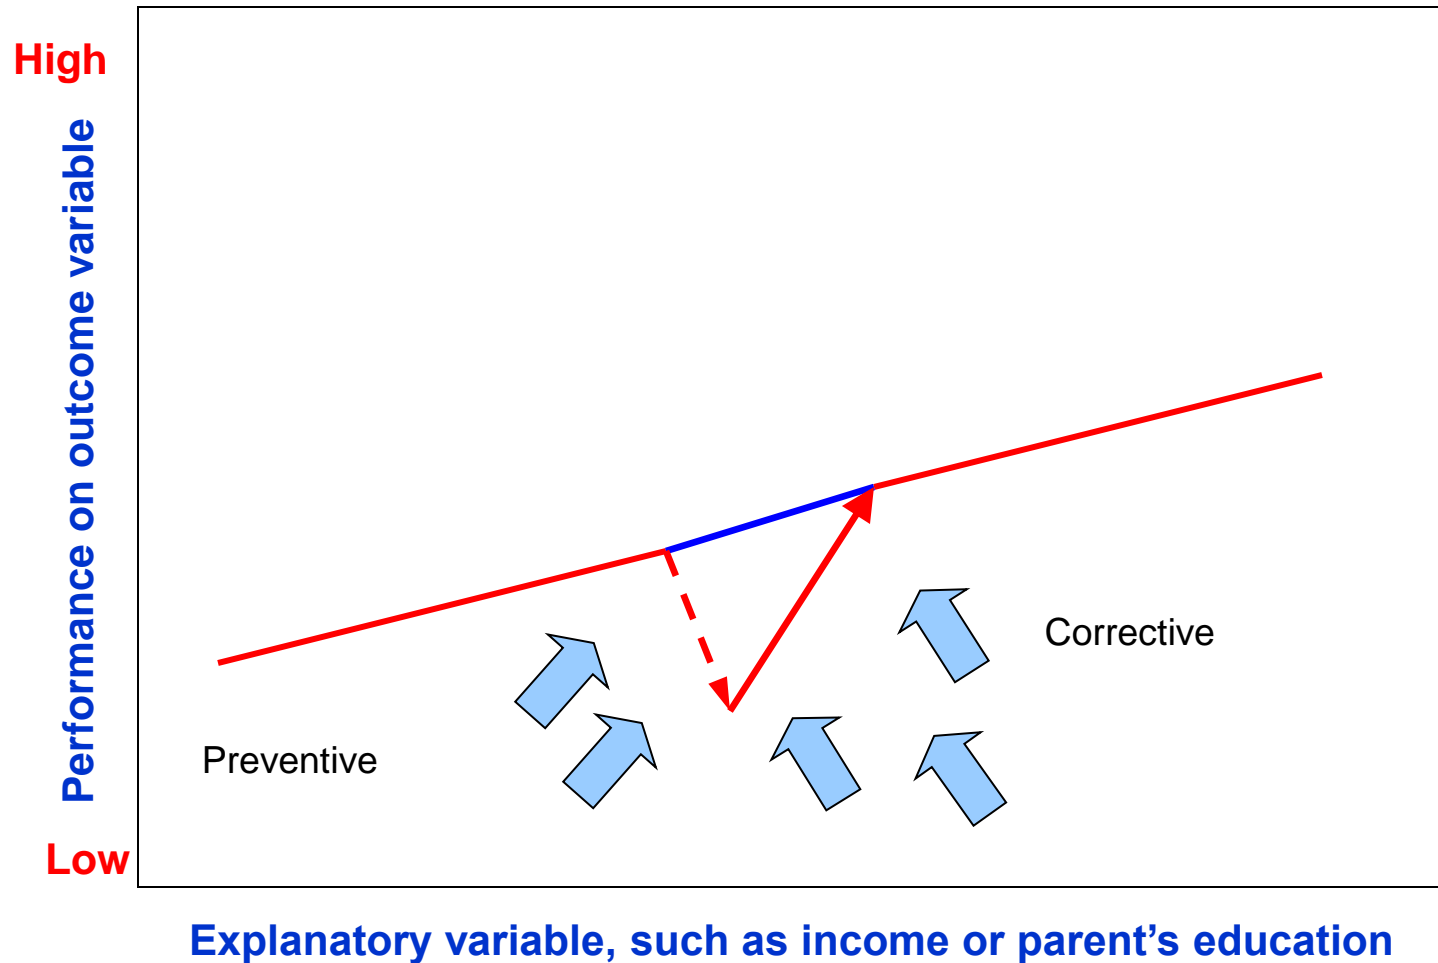 High
Performance on outcome variable
Corrective
Preventive
Low
Explanatory variable, such as income or parent’s education